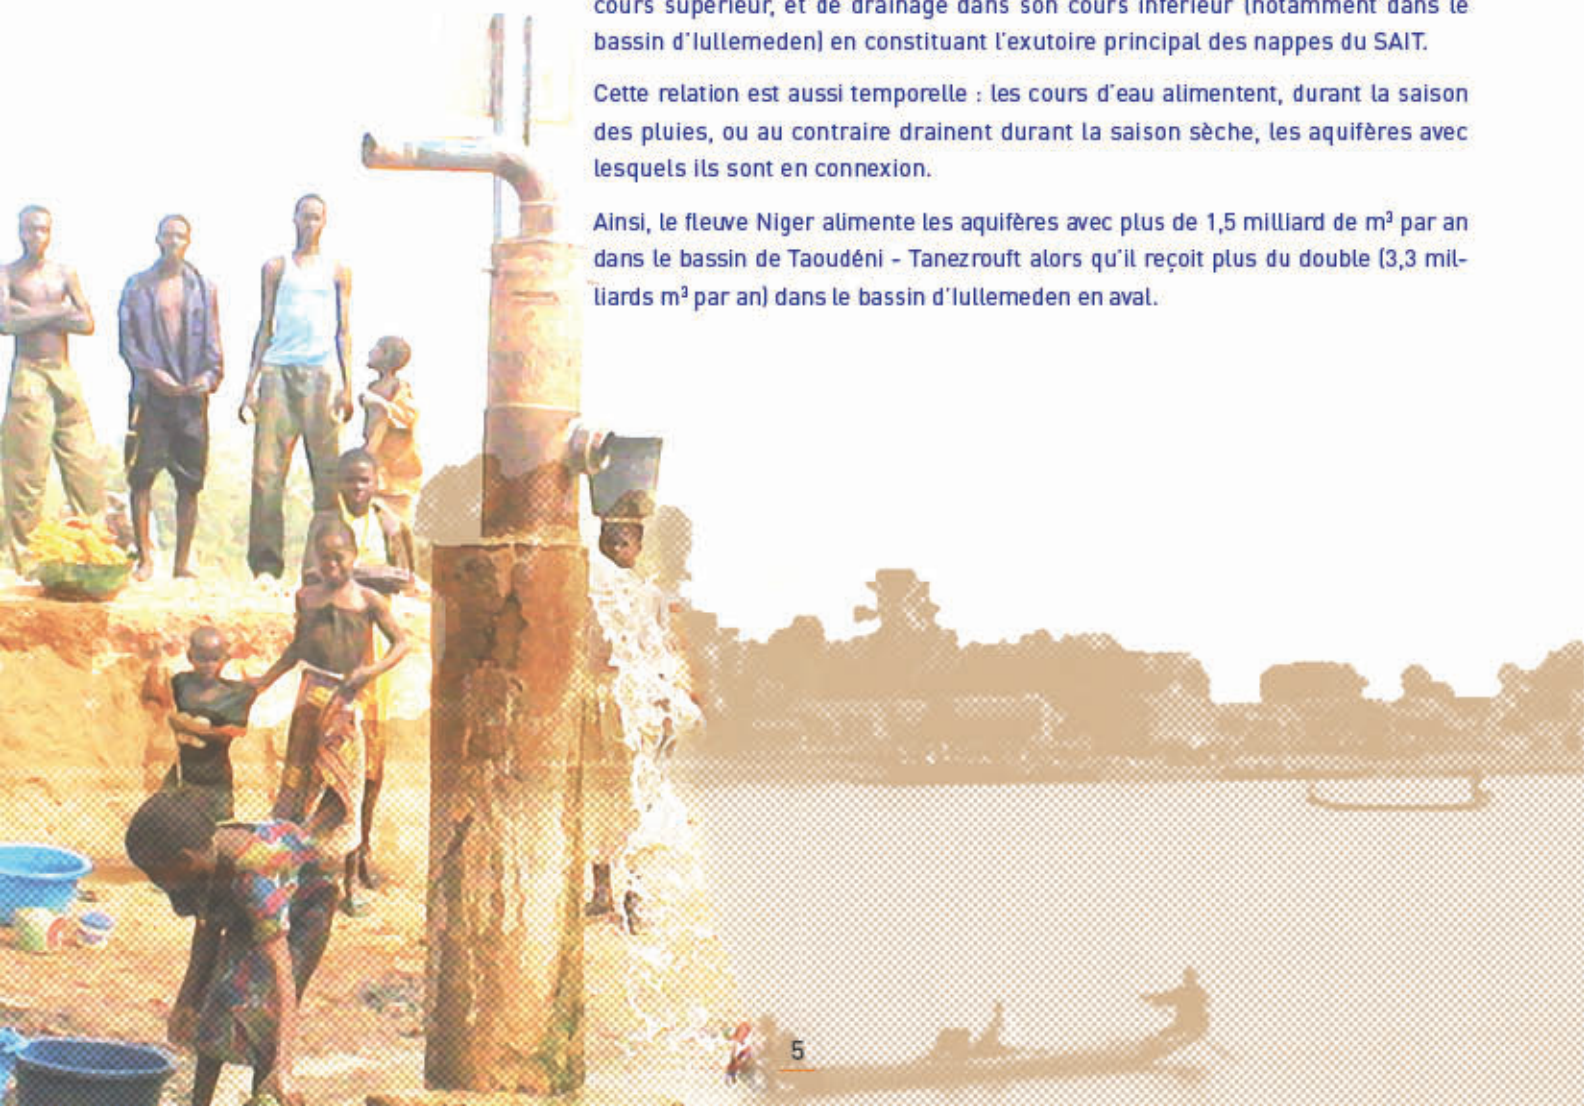 cours supérieur, et de drainage dans son cours inférieur (notamment dans le
bassin d'Iullemeden) en constituant l'exutoire principal des nappes du SAIT.
Cette relation est aussi temporelle : les cours d'eau alimentent, durant la saison
des pluies, ou au contraire drainent durant la saison sèche, les aquifères avec
lesquels ils sont en connexion.
Ainsi, le fleuve Niger alimente les aquifères avec plus de 1,5 milliard de m³ par an
dans le bassin de Taoudéni - Tanezrouft alors qu'il reçoit plus du double (3,3 mil-
liards m³ par an) dans le bassin d'Iullemeden en aval.
5